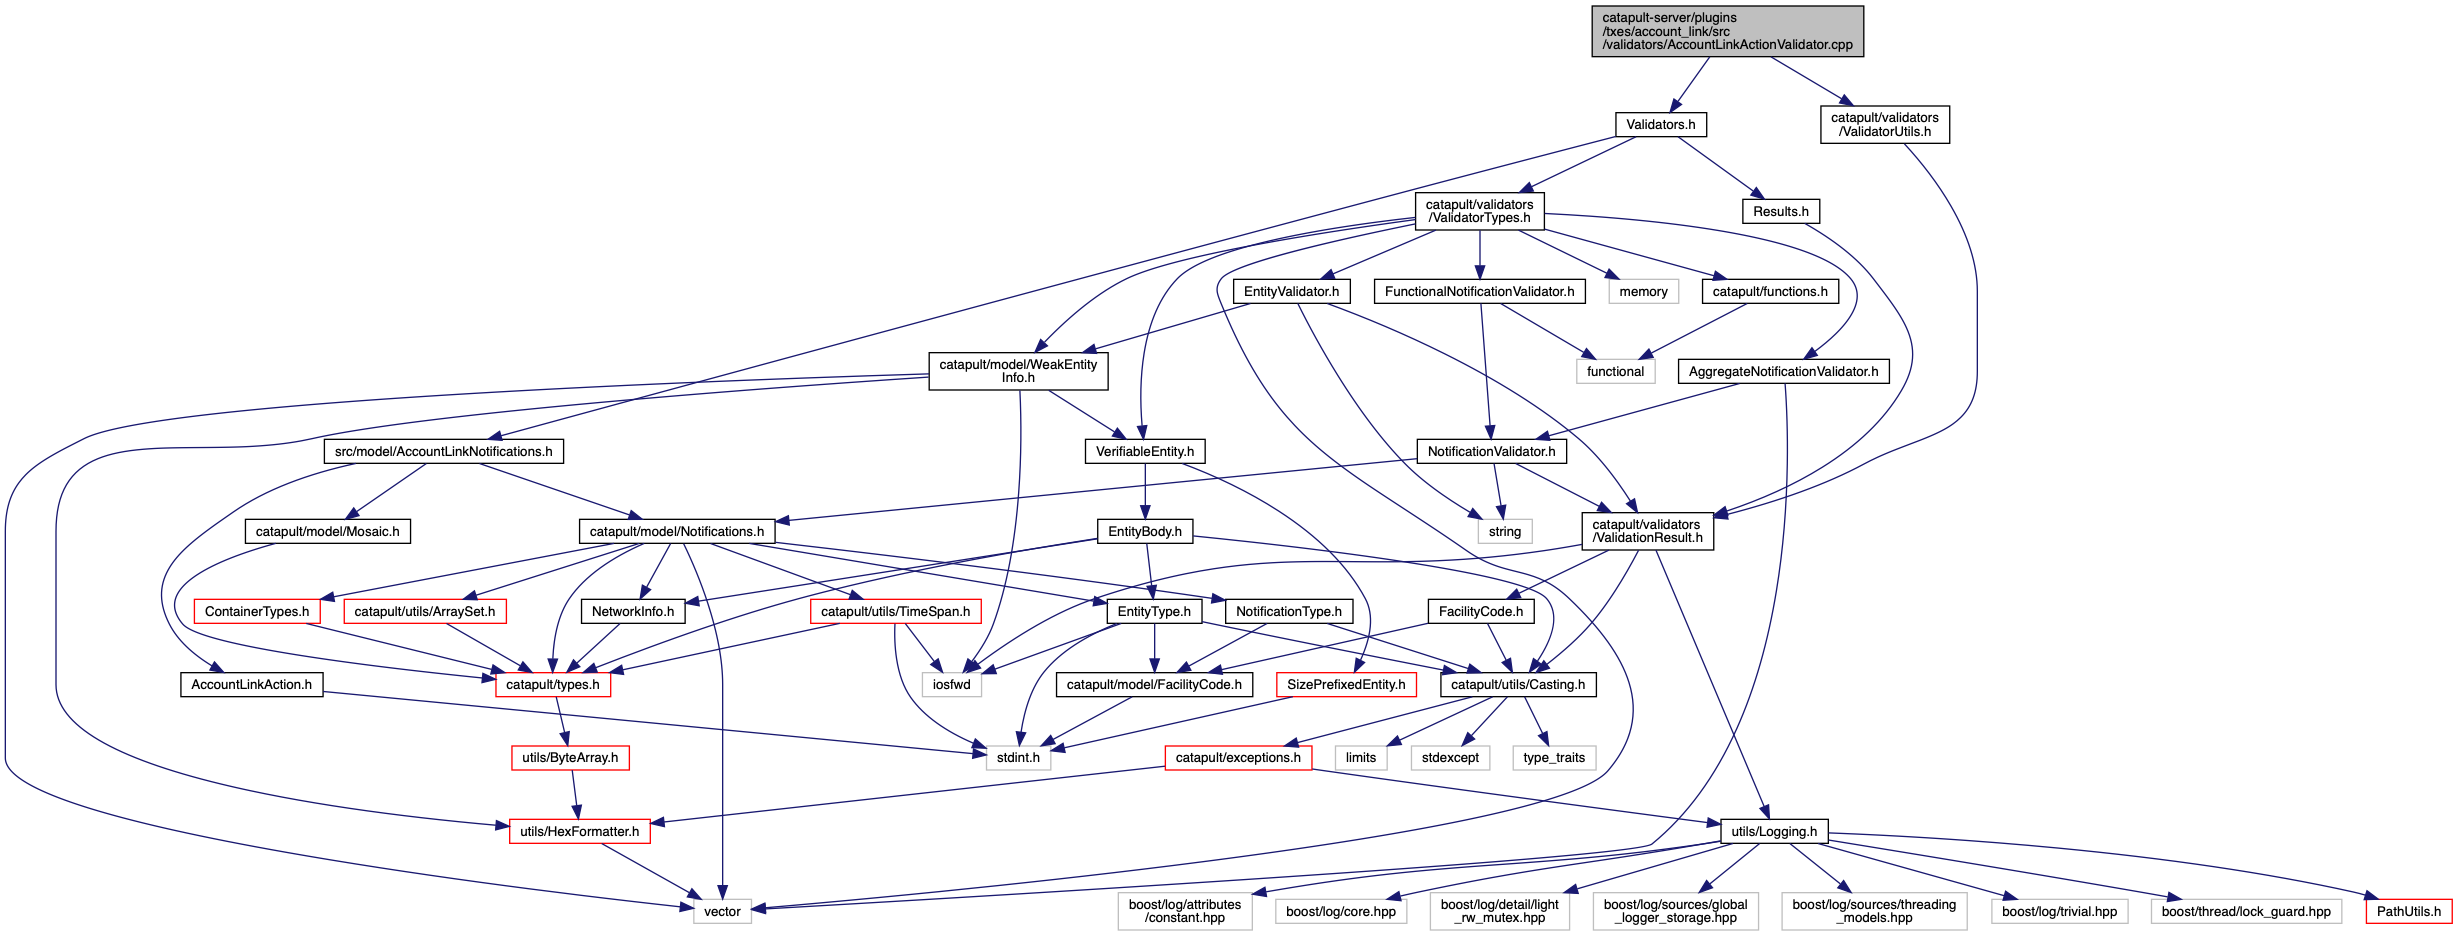 catapult-server/plugins
/txes/account_link/src
/validators/AccountLinkActionValidator.cpp
Validators.h
catapult/validators
/ValidatorUtils.h
catapult/validators
/ValidatorTypes.h
Results.h
EntityValidator.h
FunctionalNotificationValidator.h
memory
catapult/functions.h
catapult/model/WeakEntity
Info.h
functional
AggregateNotificationValidator.h
src/model/AccountLinkNotifications.h
VerifiableEntity.h
NotificationValidator.h
catapult/model/Mosaic.h
catapult/model/Notifications.h
EntityBody.h
string
catapult/validators
/ValidationResult.h
ContainerTypes.h
catapult/utils/ArraySet.h
NetworkInfo.h
catapult/utils/TimeSpan.h
EntityType.h
NotificationType.h
FacilityCode.h
AccountLinkAction.h
catapult/types.h
iosfwd
catapult/model/FacilityCode.h
SizePrefixedEntity.h
catapult/utils/Casting.h
utils/ByteArray.h
stdint.h
catapult/exceptions.h
limits
stdexcept
type_traits
utils/HexFormatter.h
utils/Logging.h
vector
boost/log/attributes
/constant.hpp
boost/log/core.hpp
boost/log/detail/light
_rw_mutex.hpp
boost/log/sources/global
_logger_storage.hpp
boost/log/sources/threading
_models.hpp
boost/log/trivial.hpp
boost/thread/lock_guard.hpp
PathUtils.h